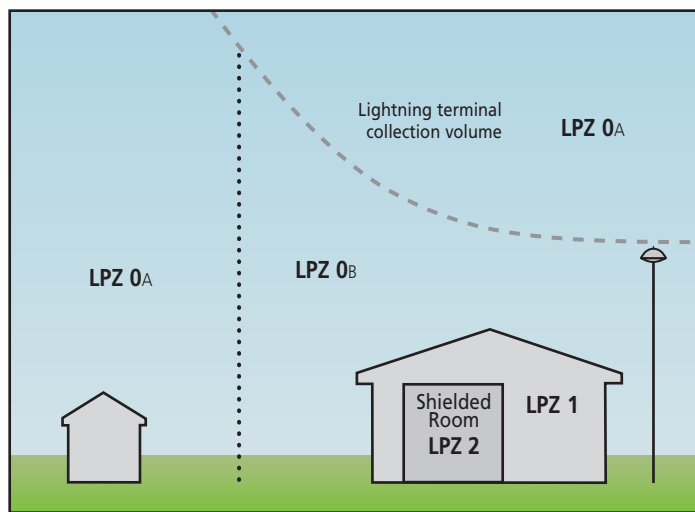 Lightning terminal
collection volume
LPZ 0A
LPZ 0A
LPZ 0B
Shielded
Room
LPZ 2
LPZ 1